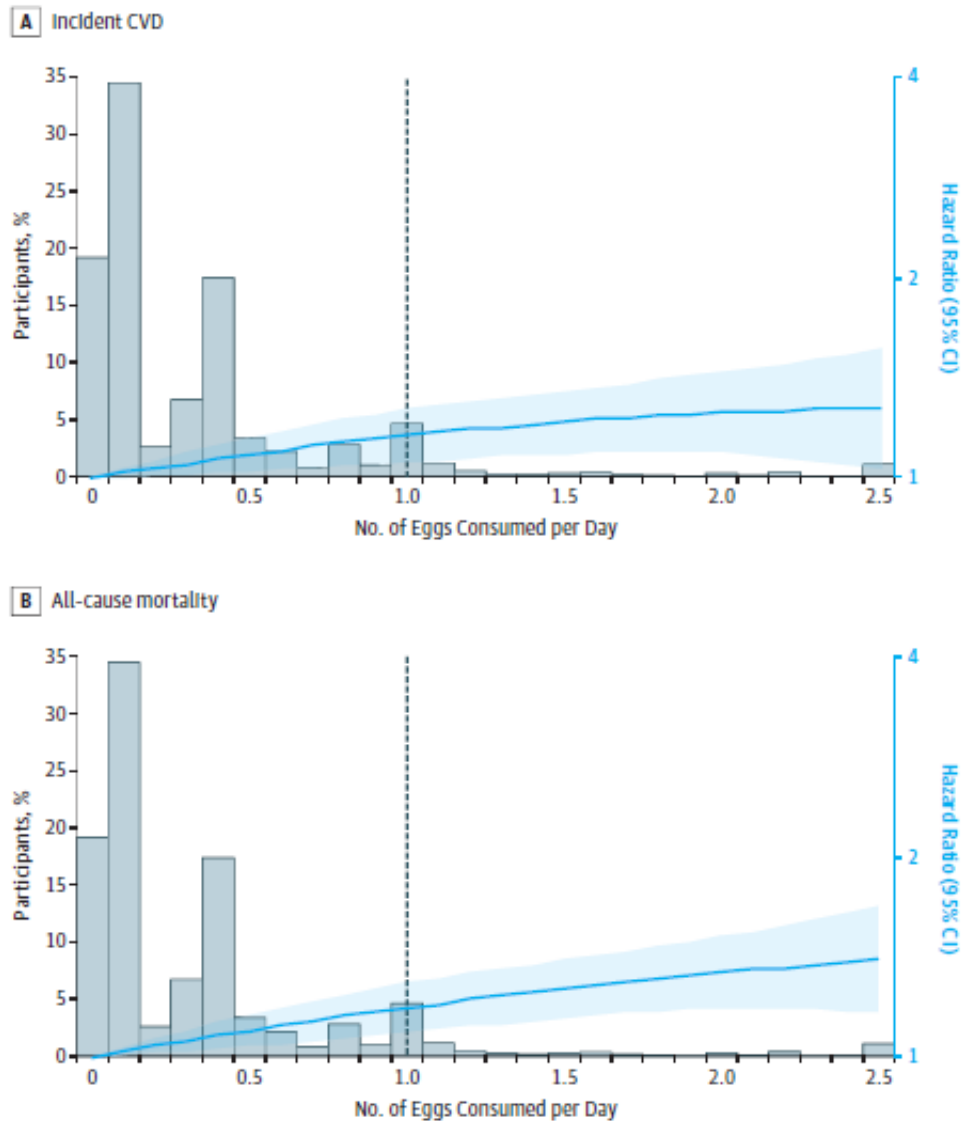 A Incident CVD
35
30
25
20
15
10
5
0
Participants, %
4
2
1
Hazard Ratio (95% CI)
0 0.5 1.0 1.5 2.0 2.5
No. of Eggs Consumed per Day
B All-cause mortality
35
30
25
20
15
10
5
0
Participants, %
4
2
1
Hazard Ratio (95% CI)
0 0.5 1.0 1.5 2.0 2.5
No. of Eggs Consumed per Day